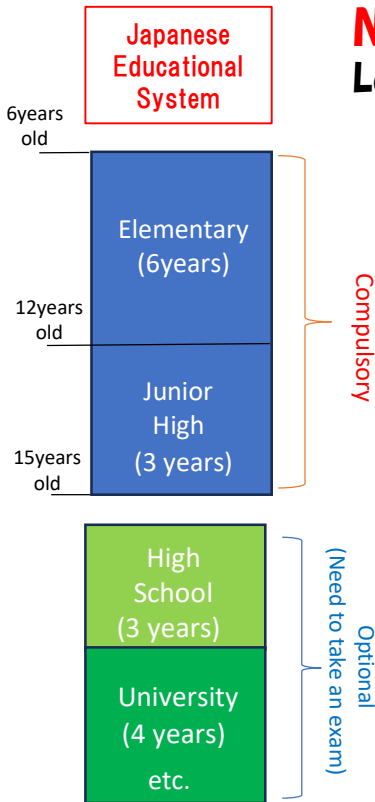 Japanese
Educational
System
6years
old
Elementary
(6years)
12years
old
Junior
High
(3 years)
15years
old
Compulsory
High
School
(3 years)
University
(4 years)
etc.
Optional
(Need to take an exam)